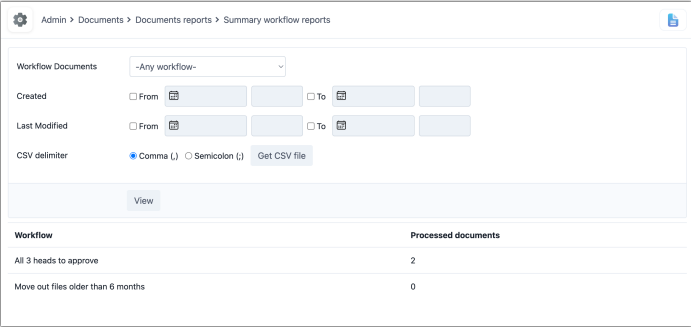 Admin > Documents > Documents reports > Summary workflow reports
Workflow Documents -Any workflow-
Created From To
Last Modified From To
CSV delimiter Comma (,) Semicolon (;) Get CSV file
View
Workflow Processed documents
All 3 heads to approve 2
Move out files older than 6 months 0